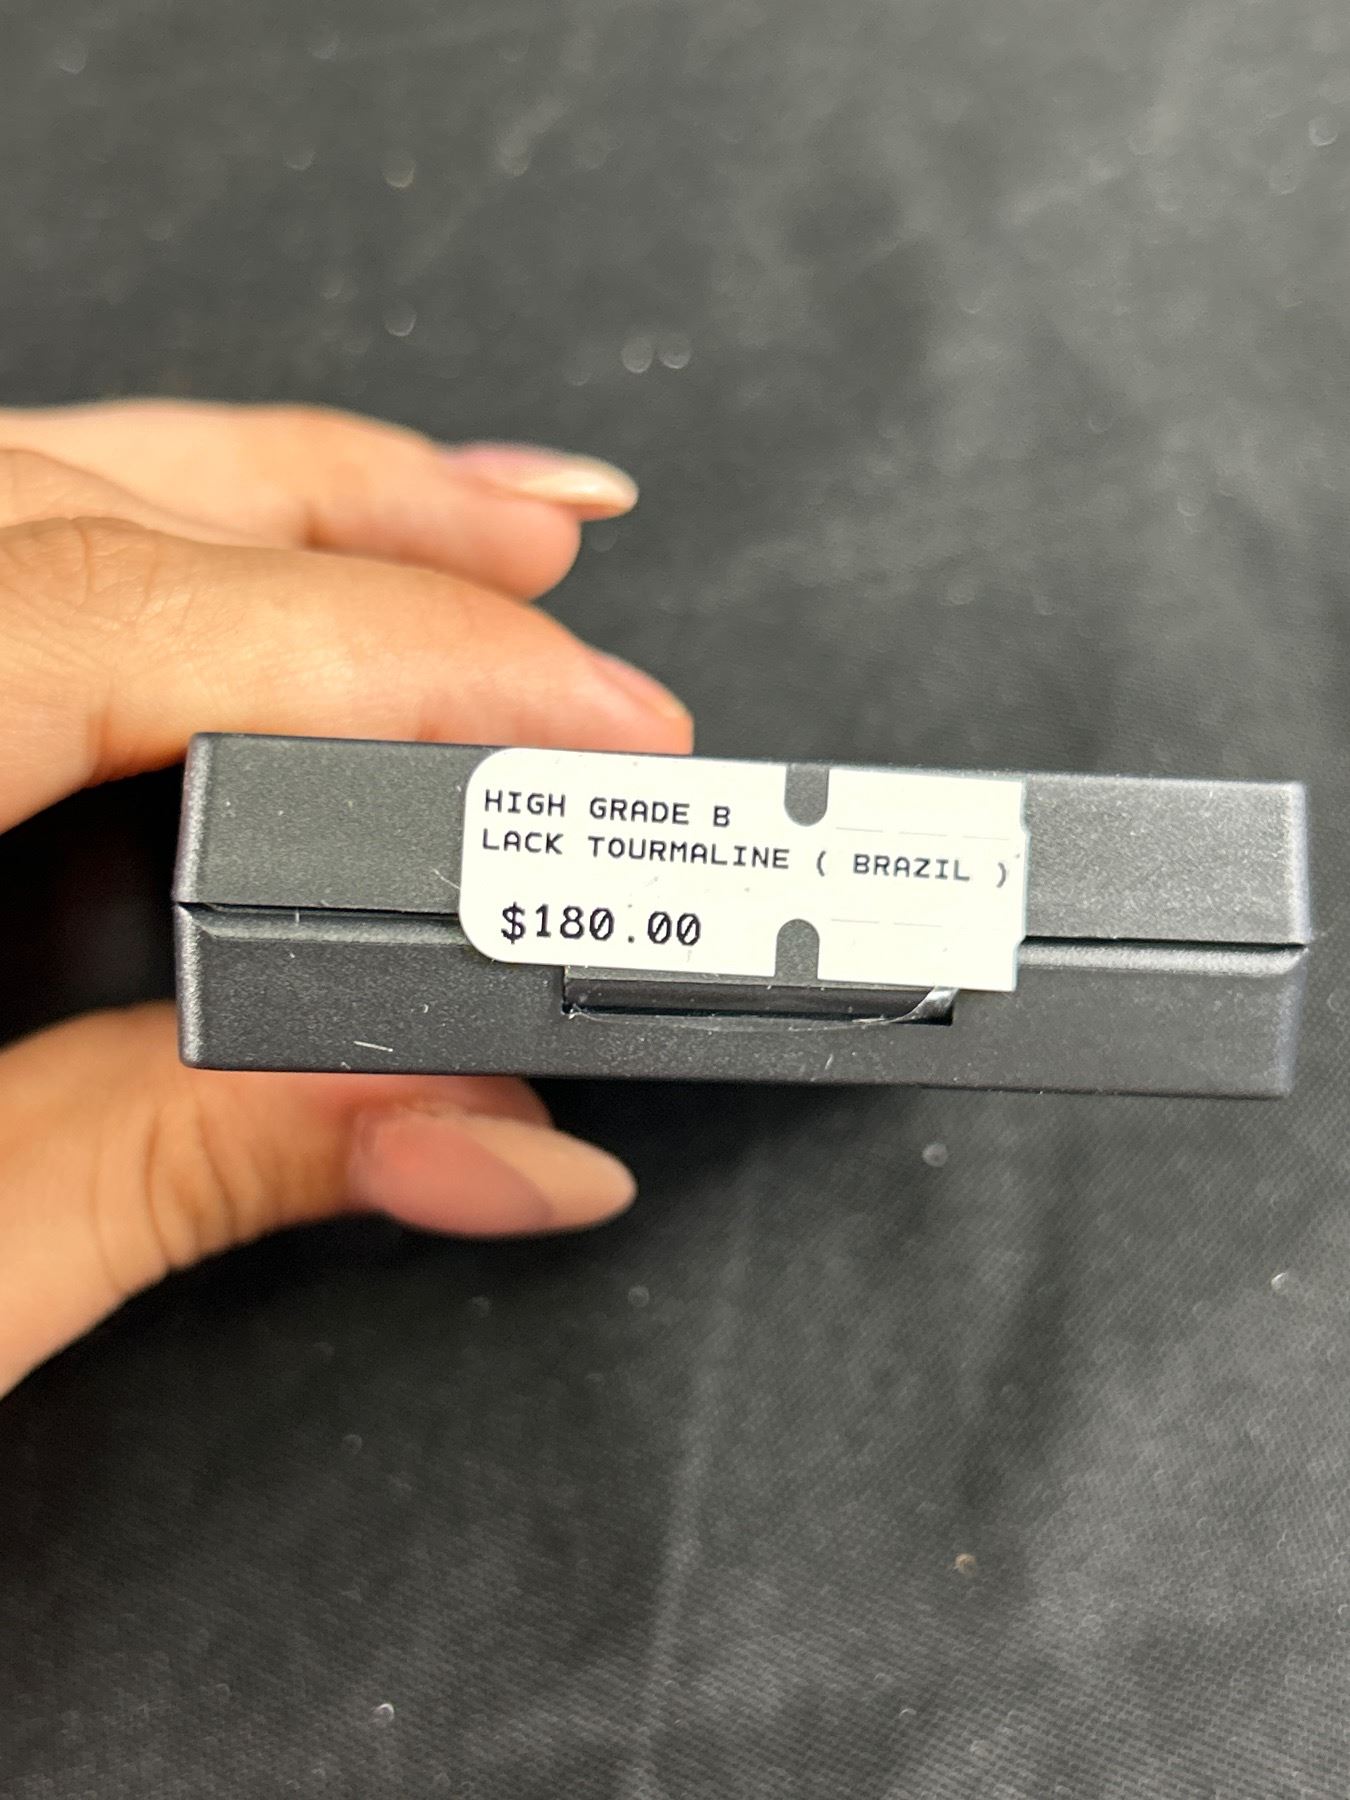 HIGH GRADE B
LACK TOURMALINE ( BRAZIL )
$180.00